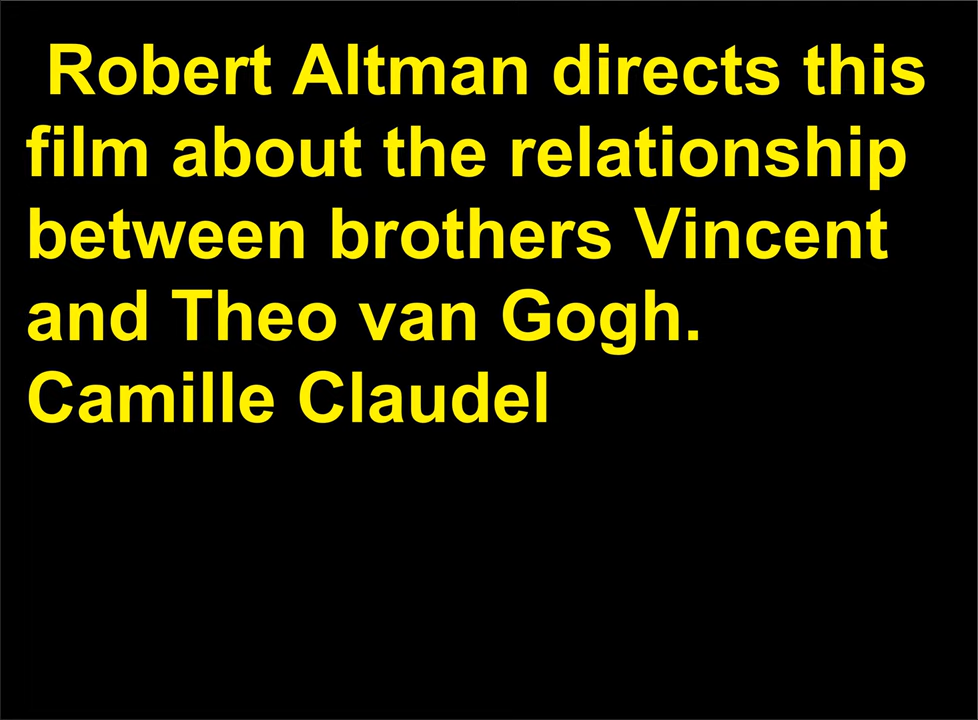 Robert Altman directs this
film about the relationship
between brothers Vincent
and Theo van Gogh.
Camille Claudel